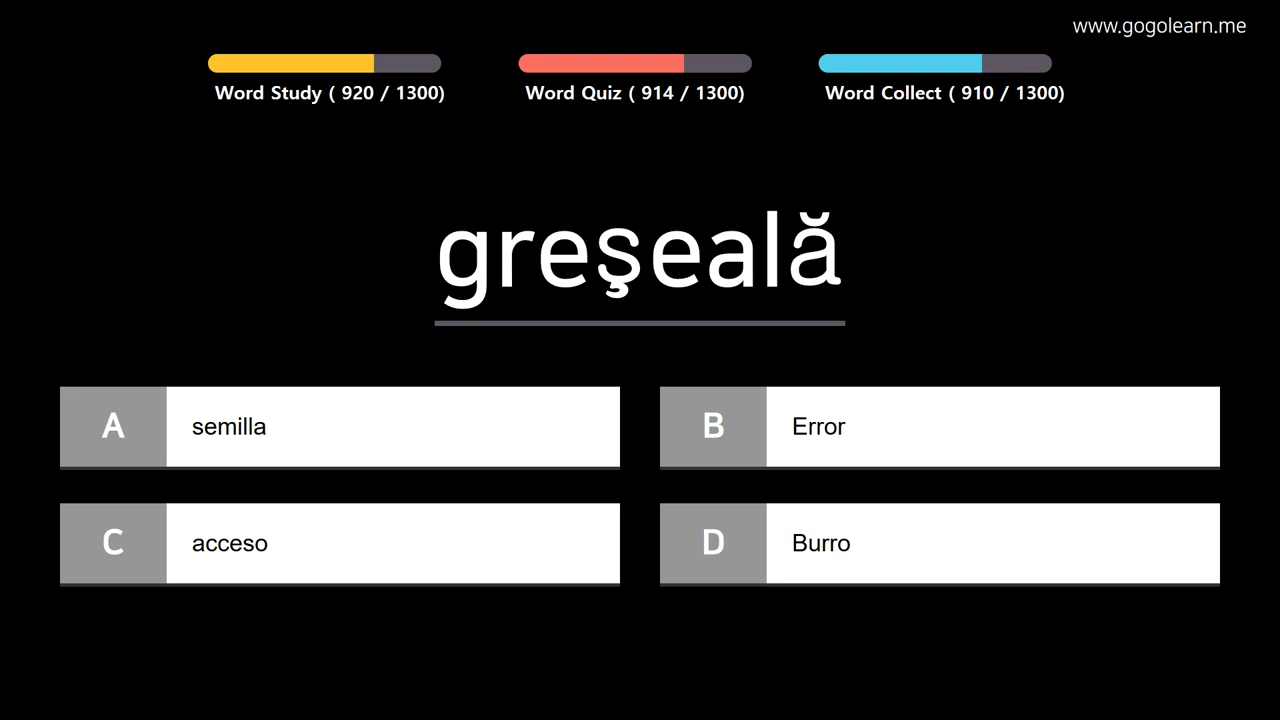 www.gogolearn.me
Word Study ( 920 / 1300)
Word Quiz ( 914 / 1300)
Word Collect ( 910 / 1300)
greşeală
A semilla
B Error
C acceso
D Burro